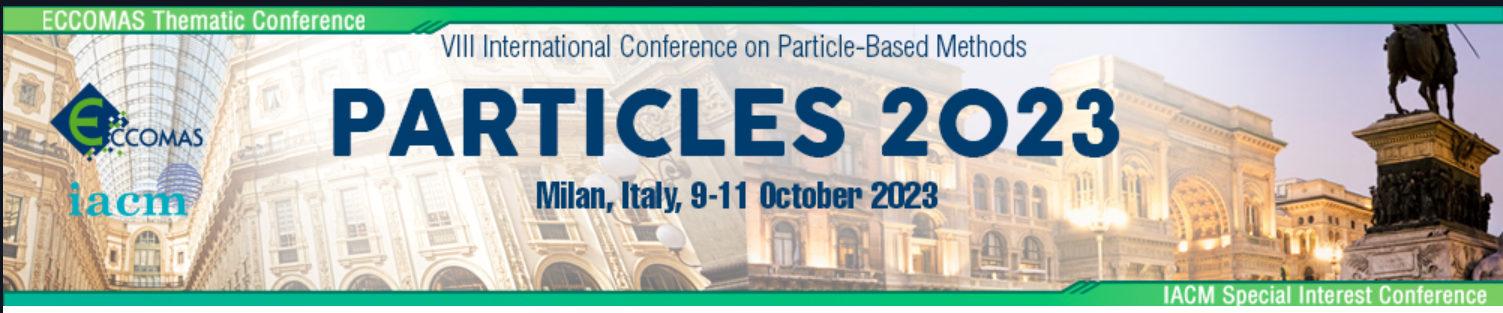 ECCOMAS Thematic Conference
VIII International Conference on Particle-Based Methods
PARTICLES 2023
ECCOMAS
iacm
Milan, Italy, 9-11 October 2023
IACM Special Interest Conference